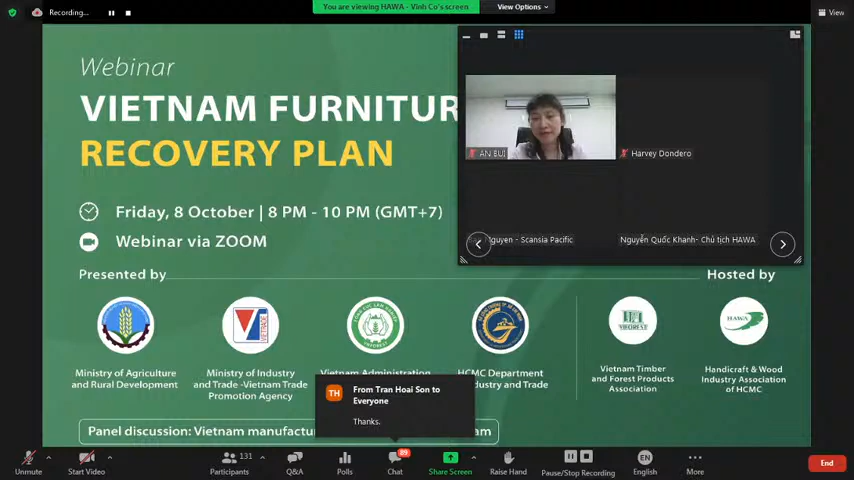 Recording...
You are viewing HAWA - Vinh Co's screen
View Options
View
Webinar
VIETNAM FURNITUR
RECOVERY PLAN
Friday, 8 October | 8 PM - 10 PM (GMT+7)
Webinar via ZOOM
AN BUI
Harvey Dondero
Nguyen - Scansia Pacific
Nguyễn Quốc Khanh- Chủ tịch HAWA
Presented by
Hosted by
Ministry of Agriculture
and Rural Development
Ministry of Industry
and Trade -Vietnam Trade
Promotion Agency
Vietnam Administration
HCMC Department
dustry and Trade
VIETRADE
VIFOREST
Vietnam Timber
and Forest Products
Association
HAWA
Handicraft & Wood
Industry Association
of HCMC
TH
From Tran Hoai Son to
Everyone
Thanks.
Panel discussion: Vietnam manufactu
am
Unmute
Start Video
131
Participants
Q&A
Polls
89
Chat
Share Screen
Raise Hand
Pause/Stop Recording
EN
English
More
End